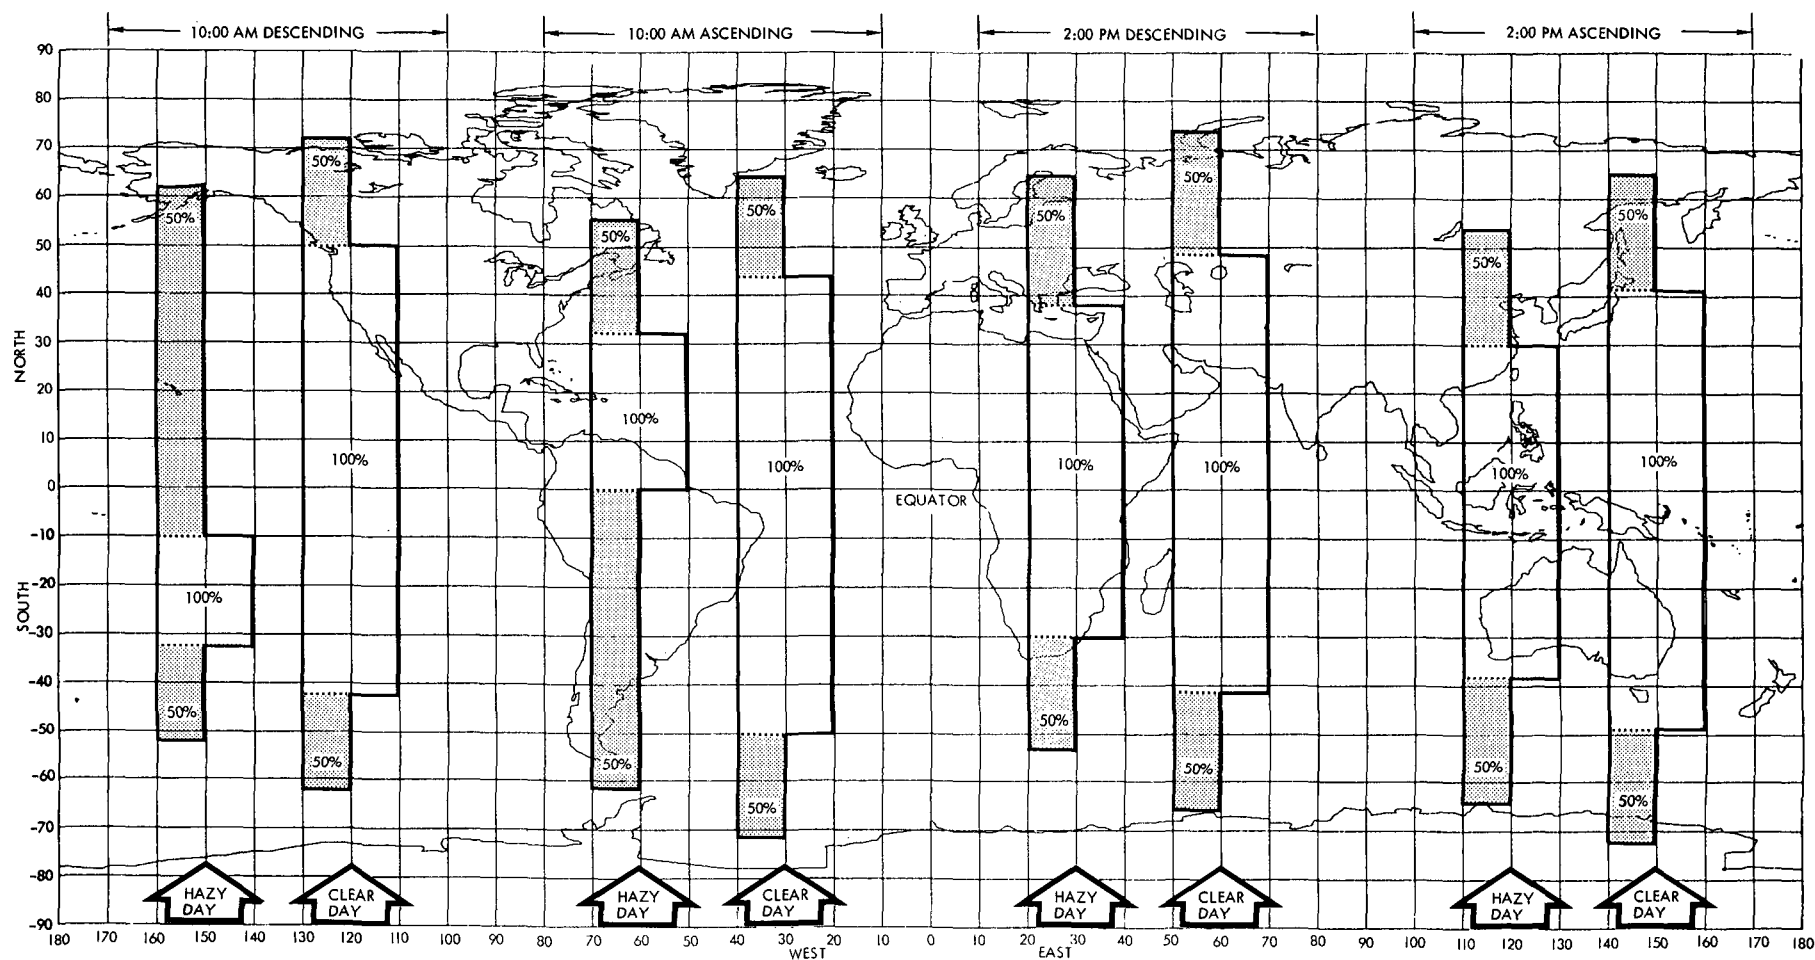 10:00 AM DESCENDING 10:00 AM ASCENDING 2:00 PM DESCENDING 2:00 PM ASCENDING
90
80
70
60
50
40
30
20
10
0
-10
-20
-30
-40
-50
-60
-70
-80
-90
NORTH
SOUTH
50% 50% 50% 50% 50% 50% 50% 50%
100% 100% 100% 100% 100% 100% 100% 100%
EQUATOR
50% 50% 50% 50% 50% 50% 50% 50%
HAZY DAY
CLEAR DAY
HAZY DAY
CLEAR DAY
HAZY DAY
CLEAR DAY
HAZY DAY
CLEAR DAY
180 170 160 150 140 130 120 110 100 90 80 70 60 50 40 30 20 10 0 10 20 30 40 50 60 70 80 90 100 110 120 130 140 150 160 170 180
WEST EAST